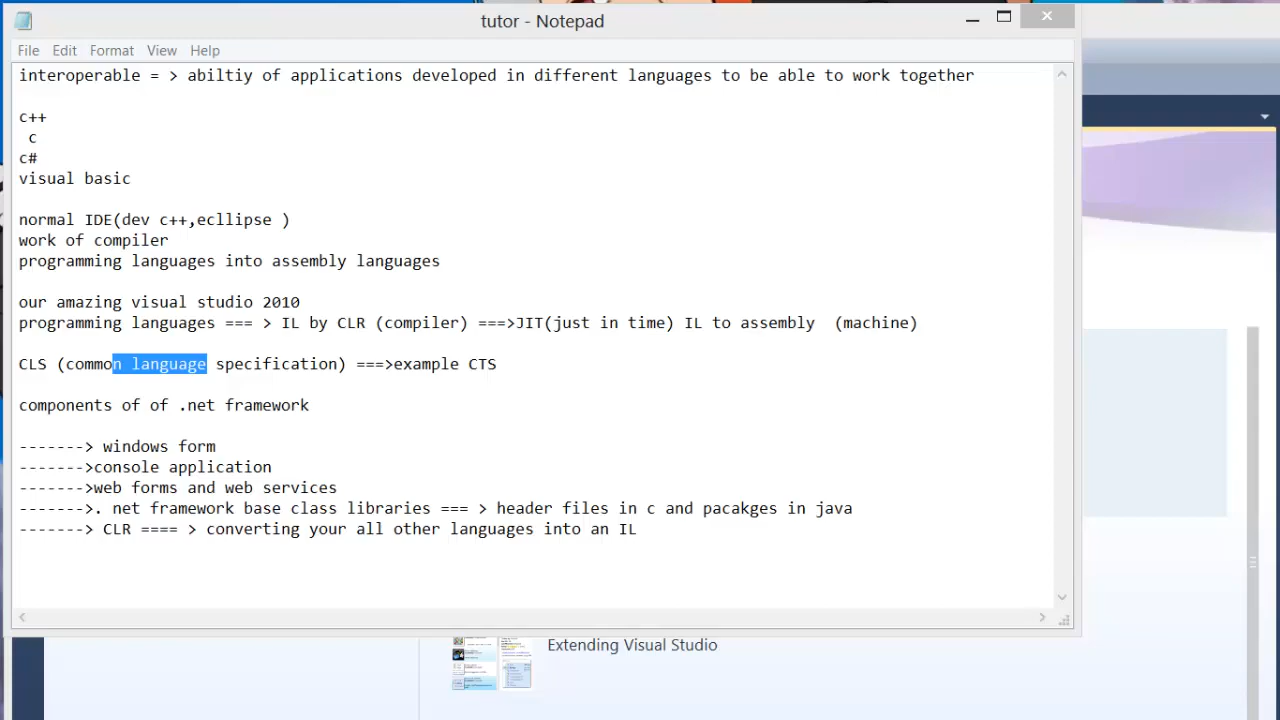 tutor - Notepad
File Edit Format View Help
interoperable = > abiltiy of applications developed in different languages to be able to work together
c++
c
c#
visual basic
normal IDE(dev c++,ecllipse )
work of compiler
programming languages into assembly languages
our amazing visual studio 2010
programming languages === > IL by CLR (compiler) ===>JIT(just in time) IL to assembly (machine)
CLS (common language specification) ===>example CTS
components of of .net framework
-------> windows form
------->console application
------->web forms and web services
------->. net framework base class libraries === > header files in c and pacakges in java
-------> CLR ==== > converting your all other languages into an IL
Extending Visual Studio